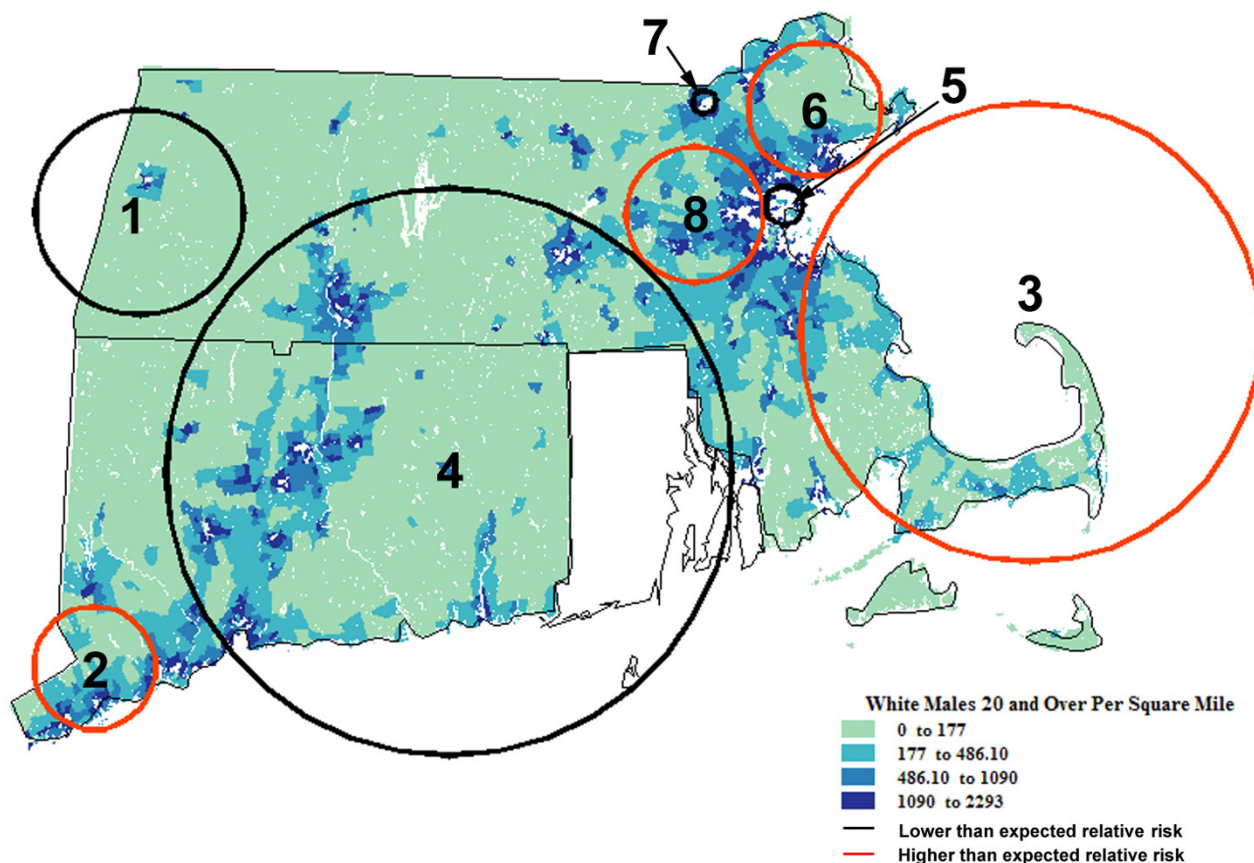 7
5
6
1
8
3
4
2
White Males 20 and Over Per Square Mile
0 to 177
177 to 486.10
486.10 to 1090
1090 to 2293
Lower than expected relative risk
Higher than expected relative risk